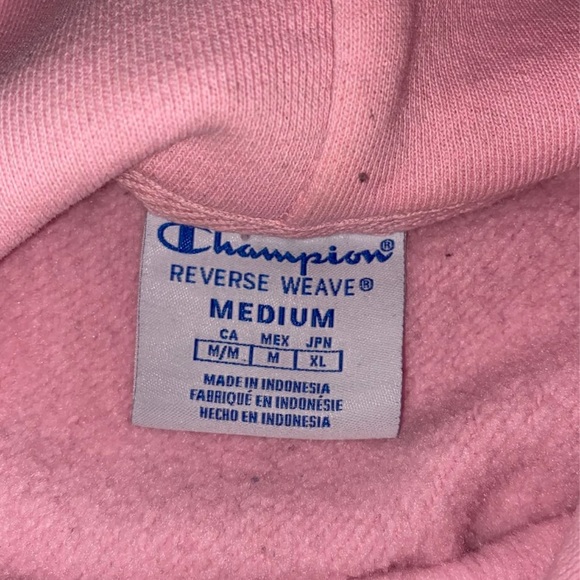 Champion®
REVERSE WEAVE®
MEDIUM
CA MEX JPN
M/M M XL
MADE IN INDONESIA
FABRIQUÉ EN INDONÉSIE
HECHO EN INDONESIA